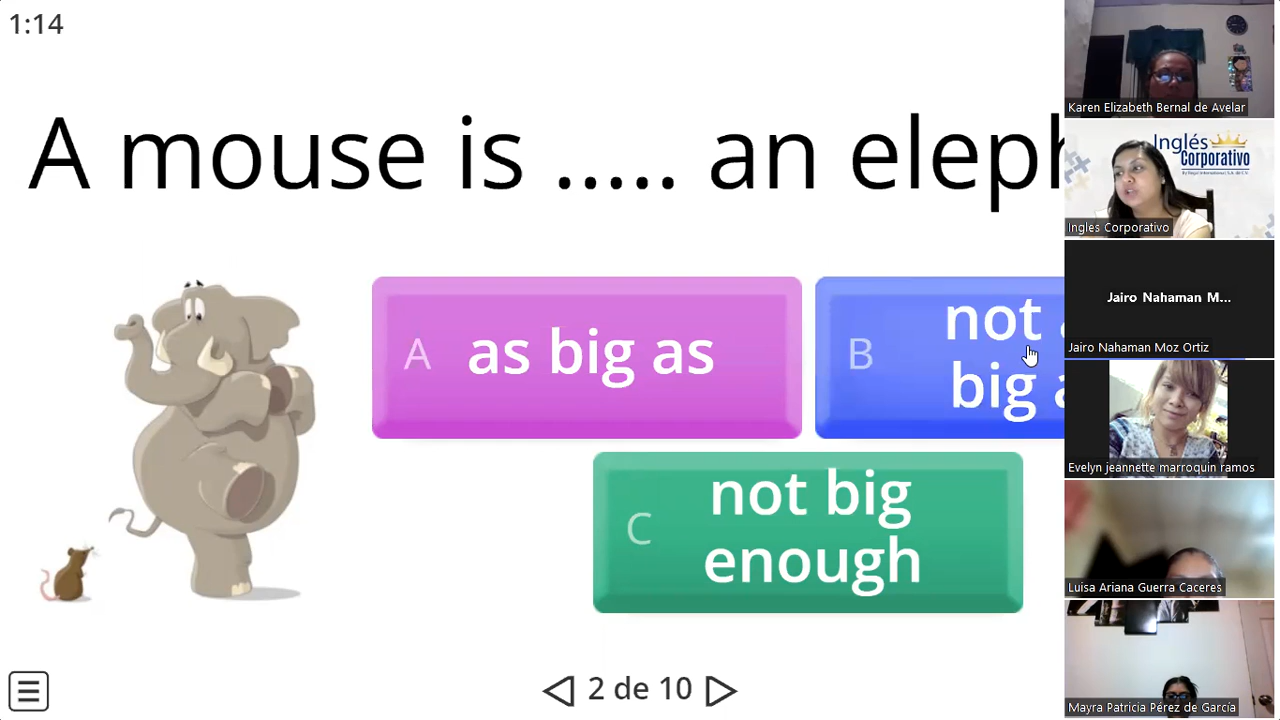 1:14
A mouse is ..... an eleph
A as big as
B not
big
C not big
enough
2 de 10
Karen Elizabeth Bernal de Avelar
Inglés
Corporativo
Ingles Corporativo
Jairo Nahaman M...
Jairo Nahaman Moz Ortiz
Evelyn jeannette marroquin ramos
Luisa Ariana Guerra Caceres
Mayra Patricia Pérez de García